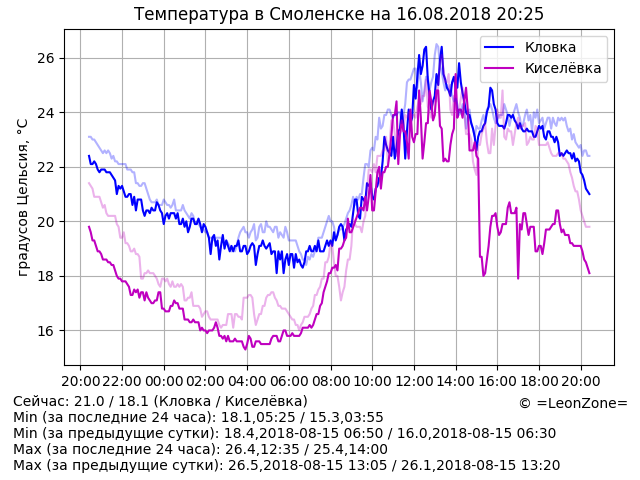 Температура в Смоленске на 16.08.2018 20:25
Кловка
Киселёвка
градусов Цельсия, °C
26
24
22
20
18
16
20:00 22:00 00:00 02:00 04:00 06:00 08:00 10:00 12:00 14:00 16:00 18:00 20:00
Сейчас: 21.0 / 18.1 (Кловка / Киселёвка)
© =LeonZone=
Min (за последние 24 часа): 18.1,05:25 / 15.3,03:55
Min (за предыдущие сутки): 18.4,2018-08-15 06:50 / 16.0,2018-08-15 06:30
Max (за последние 24 часа): 26.4,12:35 / 25.4,14:00
Max (за предыдущие сутки): 26.5,2018-08-15 13:05 / 26.1,2018-08-15 13:20